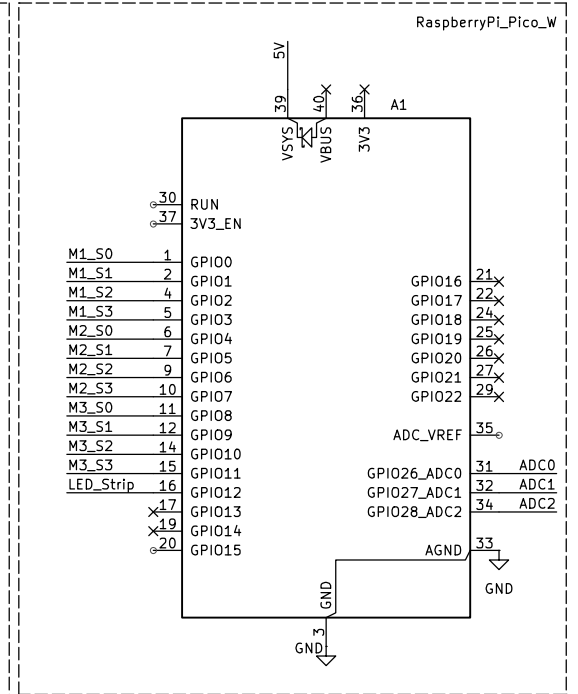 RaspberryPi_Pico_W
5V
39
40
36
A1
VSYS
VBUS
3V3
30 RUN
37 3V3_EN
M1_S0 1 GPIO0
M1_S1 2 GPIO1 GPIO16 21
M1_S2 4 GPIO2 GPIO17 22
M1_S3 5 GPIO3 GPIO18 24
M2_S0 6 GPIO4 GPIO19 25
M2_S1 7 GPIO5 GPIO20 26
M2_S2 9 GPIO6 GPIO21 27
M2_S3 10 GPIO7 GPIO22 29
M3_S0 11 GPIO8
M3_S1 12 GPIO9 ADC_VREF 35
M3_S2 14 GPIO10
M3_S3 15 GPIO11 GPIO26_ADC0 31 ADC0
LED_Strip 16 GPIO12 GPIO27_ADC1 32 ADC1
17 GPIO13 GPIO28_ADC2 34 ADC2
19 GPIO14
20 GPIO15 AGND 33
GND
GND
3
GND